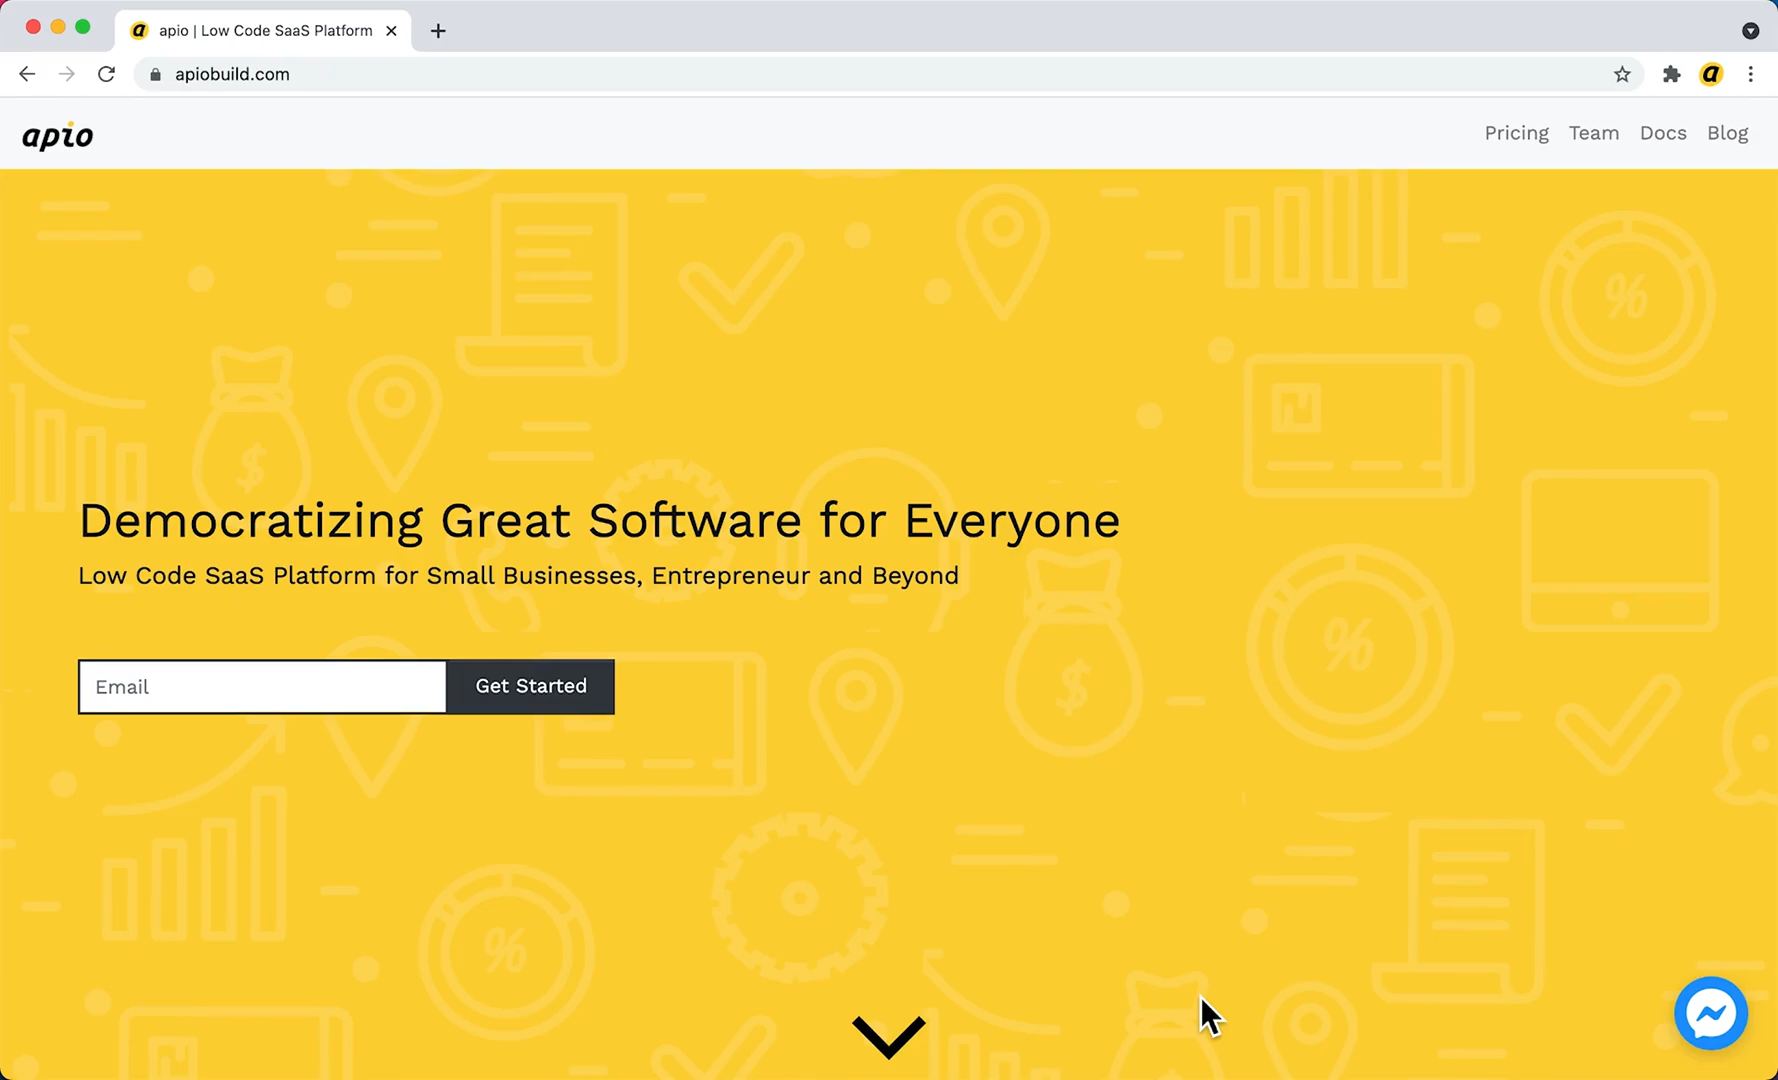 apio | Low Code SaaS Platform
apiobuild.com
apio
Pricing Team Docs Blog
Democratizing Great Software for Everyone
Low Code SaaS Platform for Small Businesses, Entrepreneur and Beyond
Email
Get Started